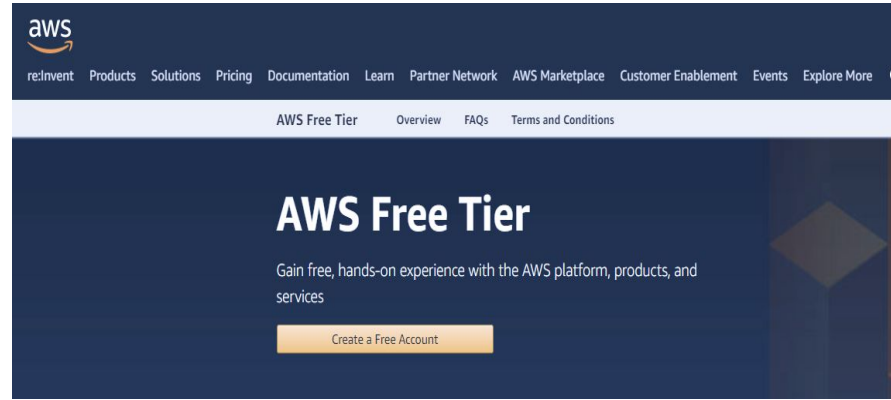 aws
re:Invent Products Solutions Pricing Documentation Learn Partner Network AWS Marketplace Customer Enablement Events Explore More
AWS Free Tier Overview FAQs Terms and Conditions
AWS Free Tier
Gain free, hands-on experience with the AWS platform, products, and
services
Create a Free Account